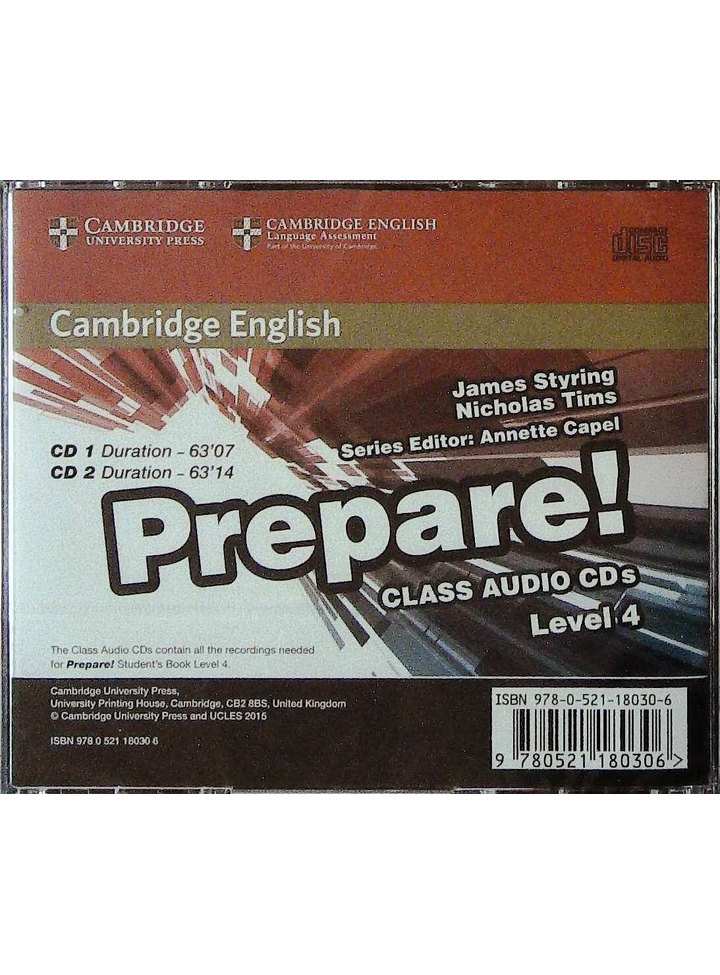 CAMBRIDGE
UNIVERSITY PRESS
CAMBRIDGE ENGLISH
Language Assessment
Part of the University of Cambridge
COMPACT
disc
DIGITAL AUDIO
Cambridge English
James Styring
Nicholas Tims
Series Editor: Annette Capel
CD 1 Duration – 63'07
CD 2 Duration – 63'14
Prepare!
CLASS AUDIO CDs
Level 4
The Class Audio CDs contain all the recordings needed
for Prepare! Student's Book Level 4.
Cambridge University Press,
University Printing House, Cambridge, CB2 8BS, United Kingdom
© Cambridge University Press and UCLES 2015
ISBN 978 0 521 18030 6
ISBN 978-0-521-18030-6
9 780521 180306 >